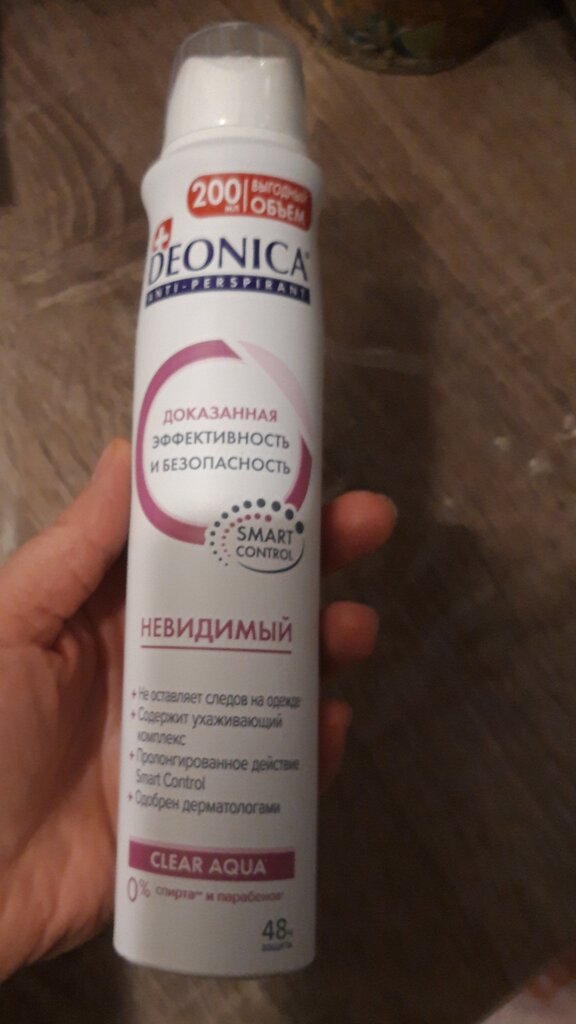 200 мл ВЫГОДНЫЙ ОБЪЕМ
DEONICA®
ANTI-PERSPIRANT
ДОКАЗАННАЯ
ЭФФЕКТИВНОСТЬ
И БЕЗОПАСНОСТЬ
SMART
CONTROL
НЕВИДИМЫЙ
+ Не оставляет следов на одежде
+ Содержит ухаживающий
комплекс
+ Пролонгированное действие
Smart Control
+ Одобрен дерматологами
CLEAR AQUA
0% спирта** и парабенов*
48ч
ЗАЩИТА